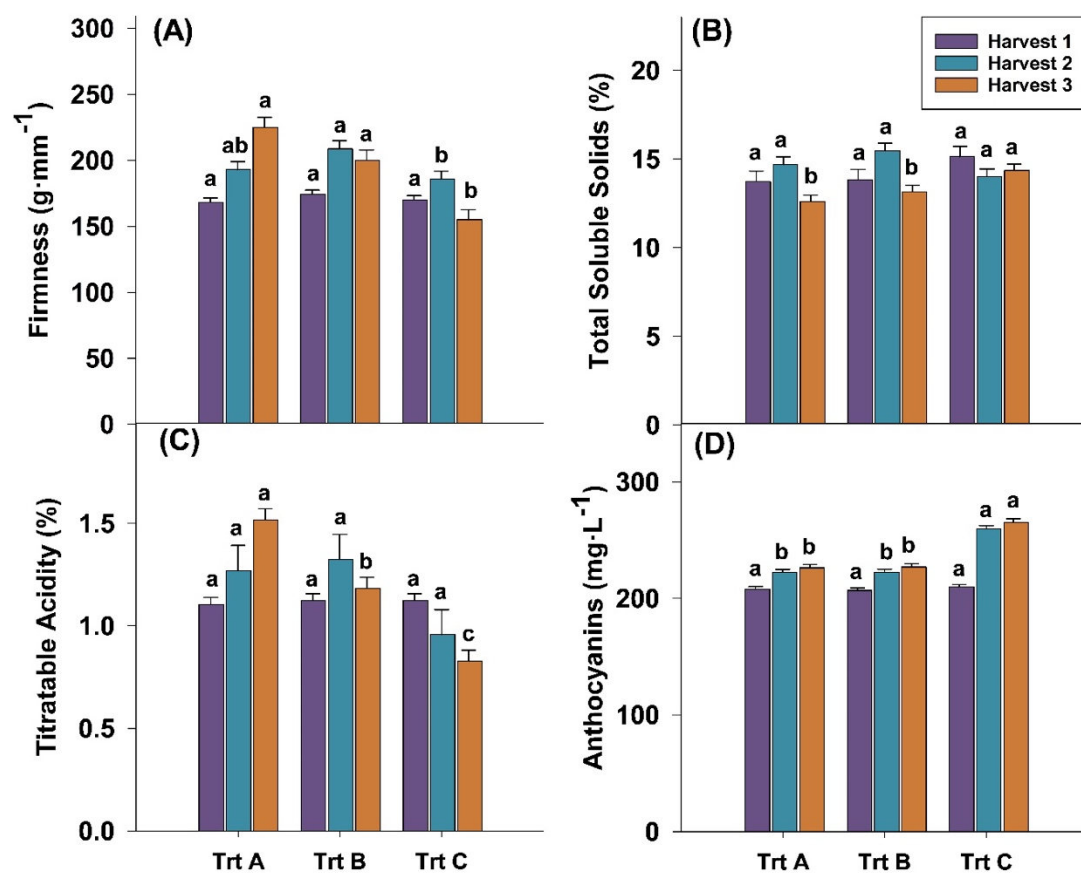 (A)
Firmness (g·mm⁻¹)
300
250
200
150
100
50
0
a ab a
a a a
a b b
(B)
Total Soluble Solids (%)
20
15
10
5
0
a a b
a a b
a a a
Harvest 1
Harvest 2
Harvest 3
(C)
Titratable Acidity (%)
1.5
1.0
0.5
0.0
a a a
a a b
a a c
Trt A Trt B Trt C
(D)
Anthocyanins (mg·L⁻¹)
300
200
100
0
a b b
a b b
a a a
Trt A Trt B Trt C